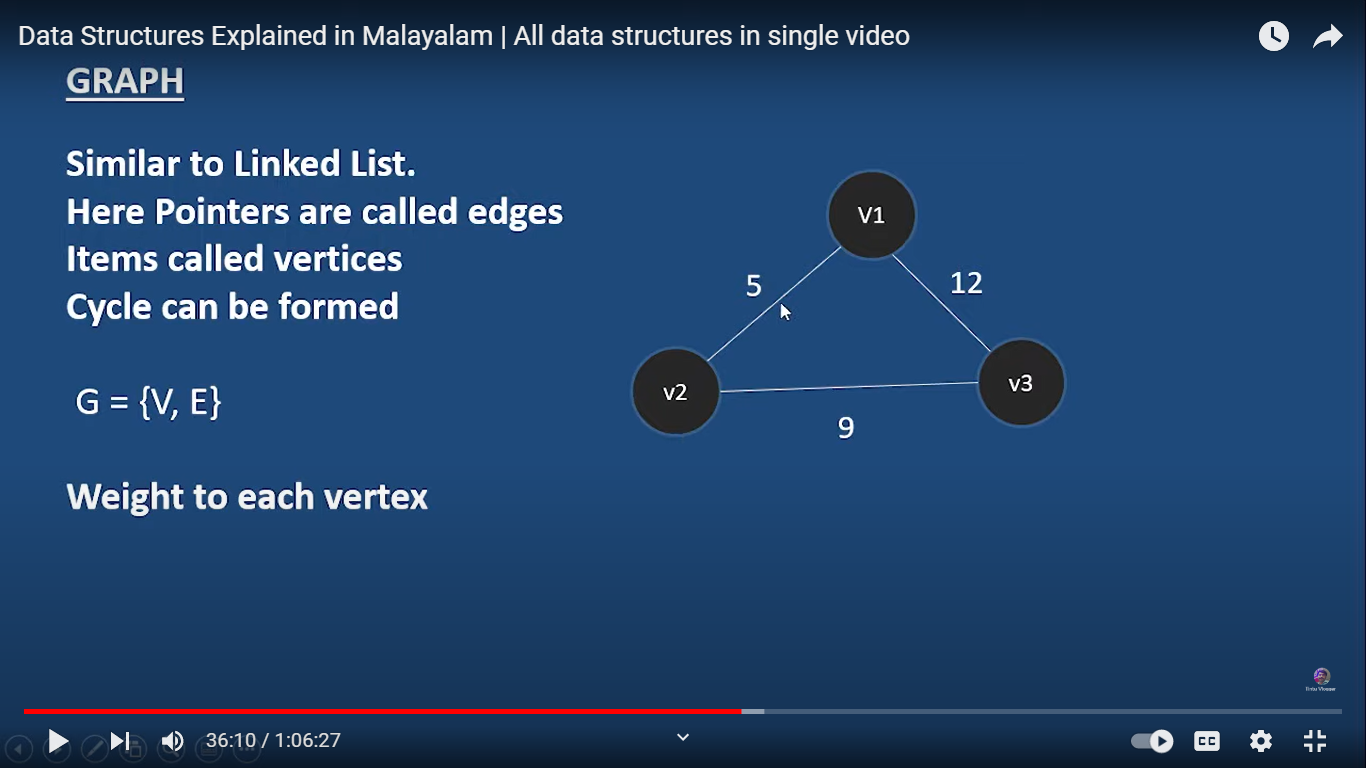 Data Structures Explained in Malayalam | All data structures in single video
GRAPH
Similar to Linked List.
Here Pointers are called edges
Items called vertices
Cycle can be formed
G = {V, E}
Weight to each vertex
V1
5
12
v2
v3
9
36:10 / 1:06:27
CC